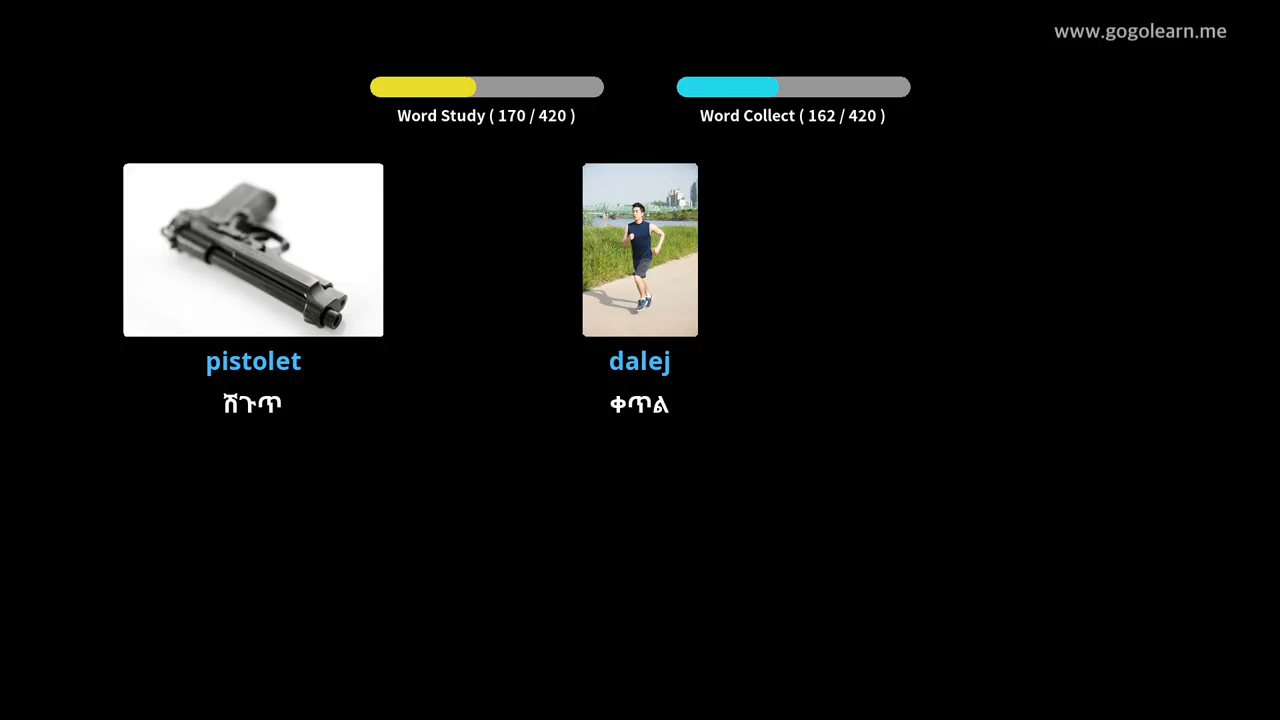 www.gogolearn.me
Word Study ( 170 / 420 )
Word Collect ( 162 / 420 )
pistolet
ሽጉጥ
dalej
ቀጥል